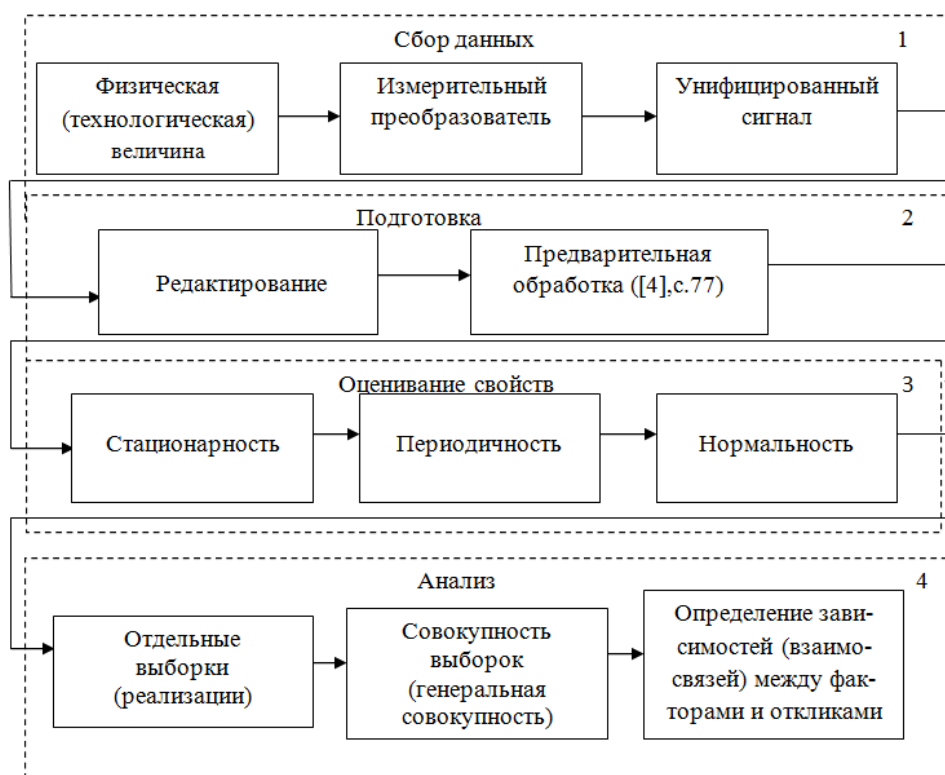 Сбор данных 1
Физическая
(технологическая)
величина
Измерительный
преобразователь
Унифицированный
сигнал
Подготовка 2
Редактирование
Предварительная
обработка ([4],с.77)
Оценивание свойств 3
Стационарность
Периодичность
Нормальность
Анализ 4
Отдельные
выборки
(реализации)
Совокупность
выборок
(генеральная
совокупность)
Определение зави-
симостей (взаимо-
связей) между фак-
торами и откликами